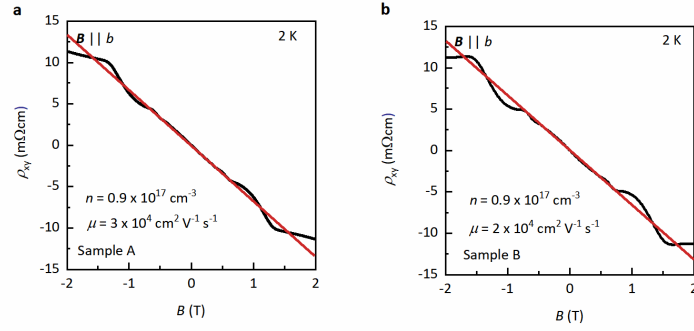 a
B || b
2 K
15
10
5
0
-5
-10
-15
ρxy (mΩcm)
n = 0.9 x 10^17 cm^-3
μ = 3 x 10^4 cm^2 V^-1 s^-1
Sample A
-2 -1 0 1 2
B (T)
b
B || b
2 K
15
10
5
0
-5
-10
-15
ρxy (mΩcm)
n = 0.9 x 10^17 cm^-3
μ = 2 x 10^4 cm^2 V^-1 s^-1
Sample B
-2 -1 0 1 2
B (T)